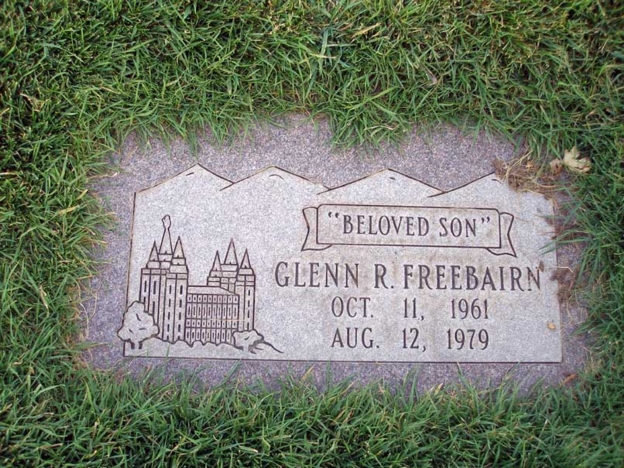 "BELOVED SON"
GLENN R. FREEBAIRN
OCT. 11, 1961
AUG. 12, 1979